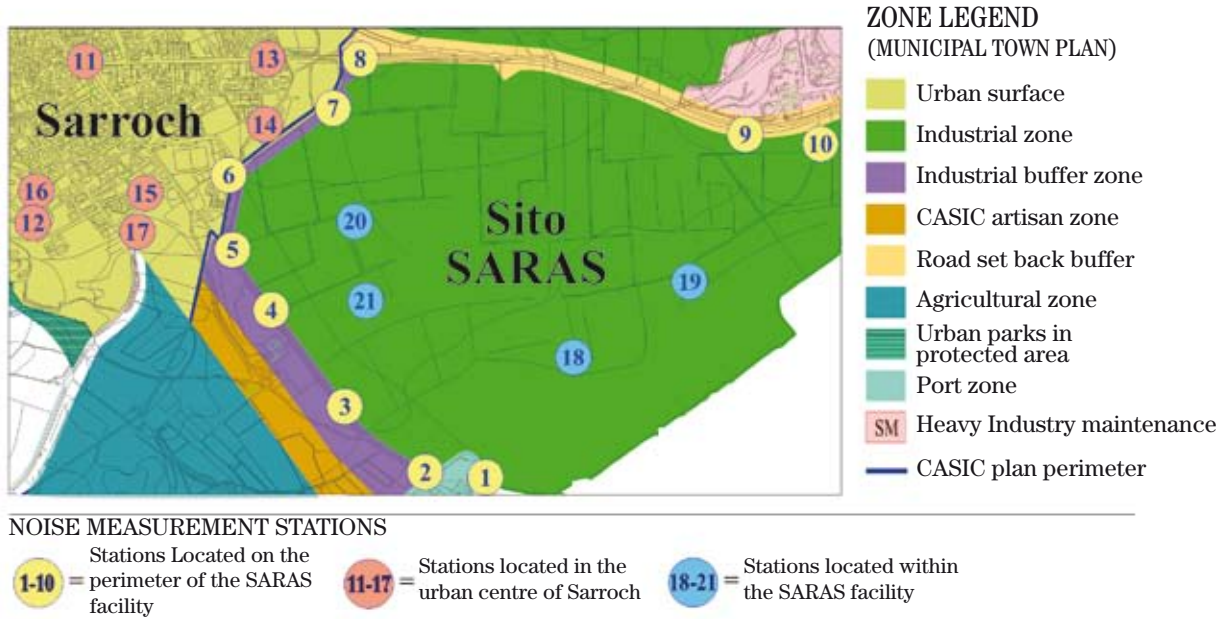 ZONE LEGEND
(MUNICIPAL TOWN PLAN)
Urban surface
Industrial zone
Industrial buffer zone
CASIC artisan zone
Road set back buffer
Agricultural zone
Urban parks in
protected area
Port zone
SM Heavy Industry maintenance
CASIC plan perimeter
11
13
8
Sarroch
7
14
9
10
6
16
15
12
17
20
Sito
SARAS
5
4
21
19
18
3
2
1
NOISE MEASUREMENT STATIONS
1-10 = Stations Located on the
perimeter of the SARAS
facility
11-17 = Stations located in the
urban centre of Sarroch
18-21 = Stations located within
the SARAS facility